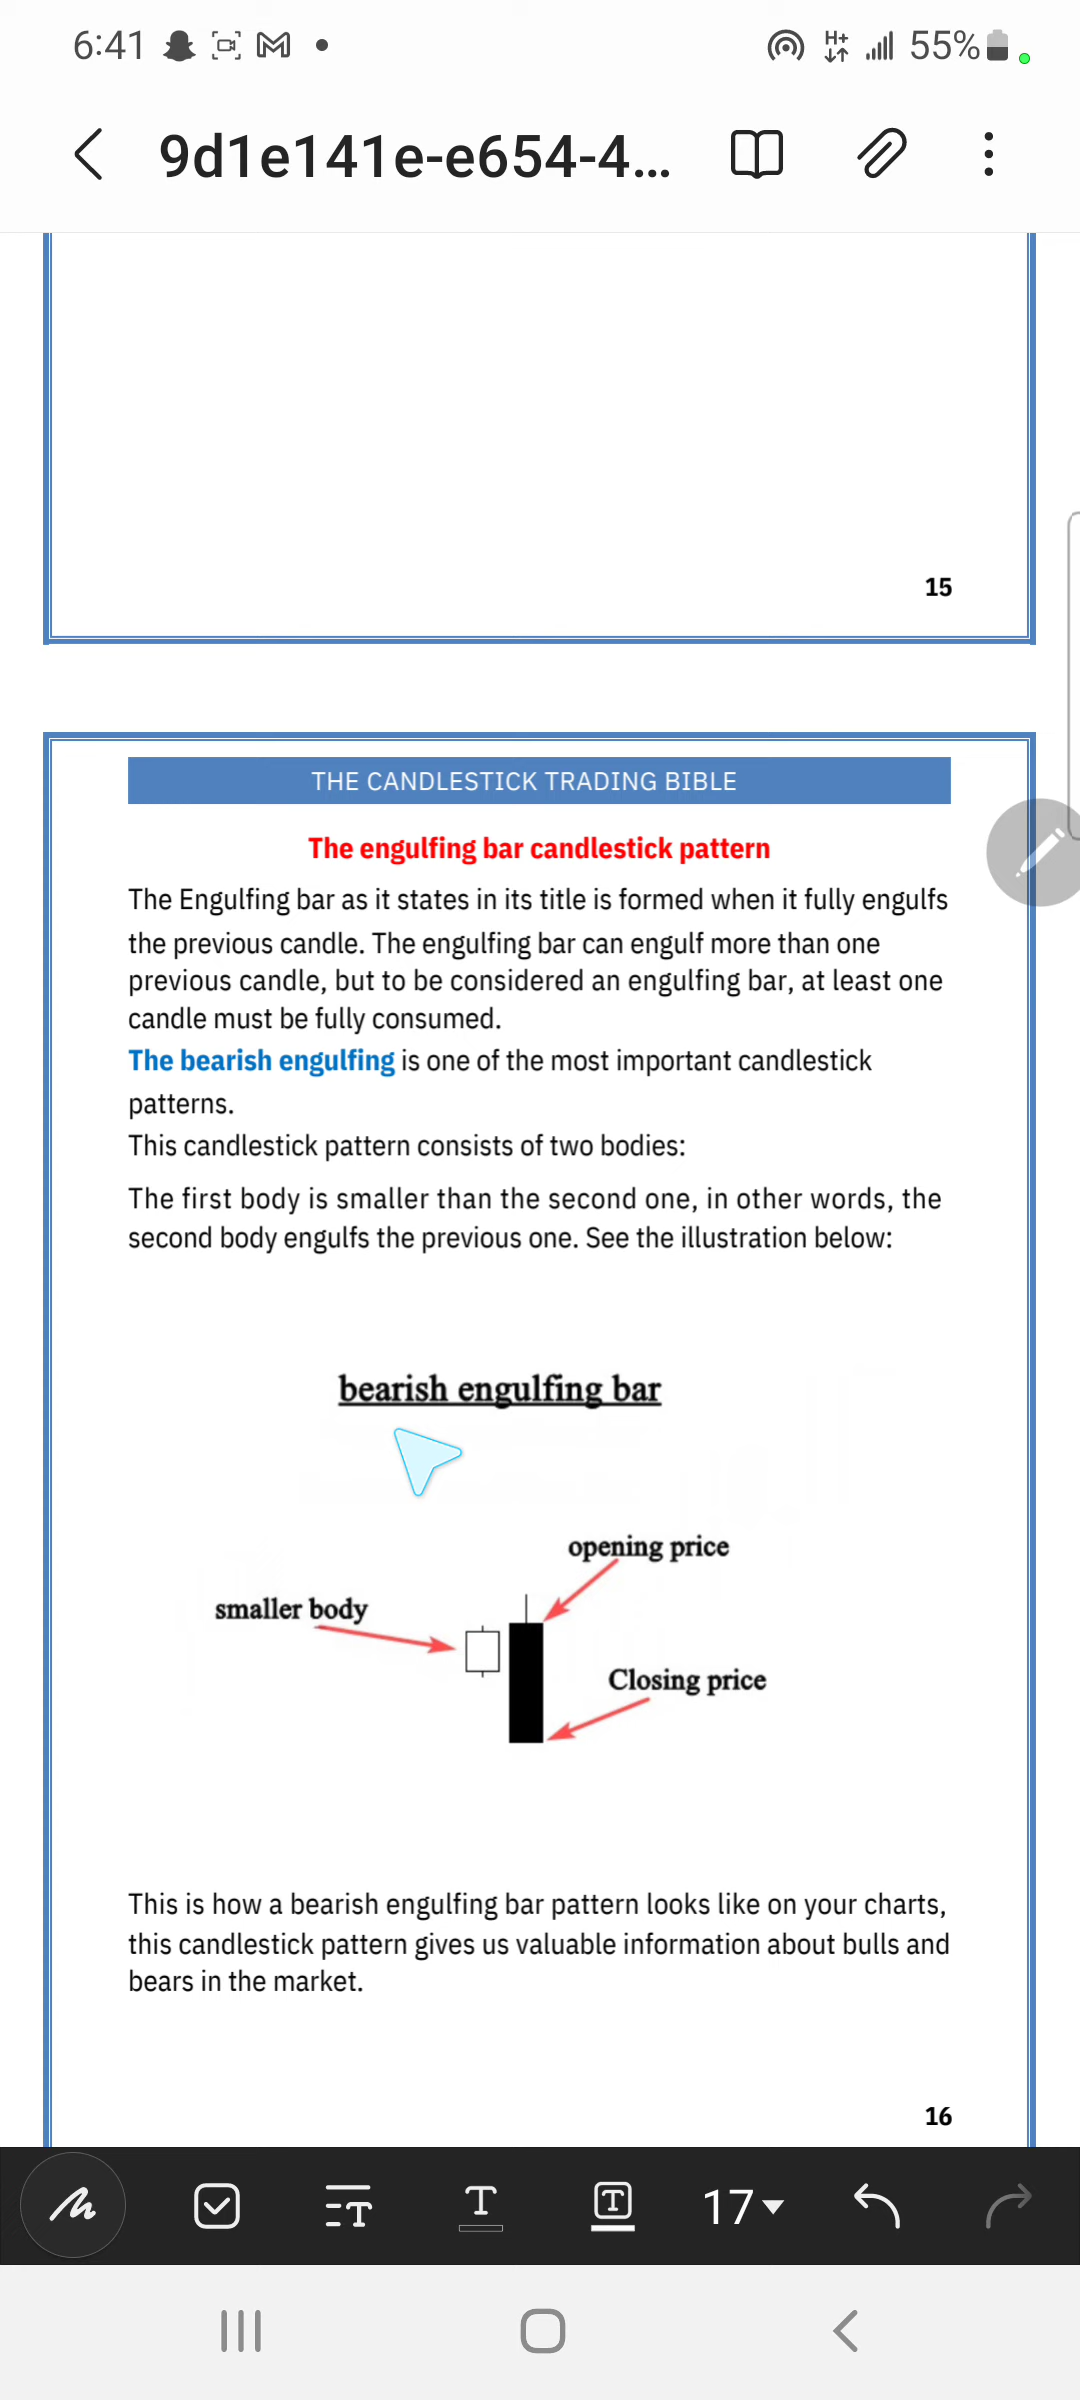 6:41
H+
55%
9d1e141e-e654-4...
15
THE CANDLESTICK TRADING BIBLE
The engulfing bar candlestick pattern
The Engulfing bar as it states in its title is formed when it fully engulfs
the previous candle. The engulfing bar can engulf more than one
previous candle, but to be considered an engulfing bar, at least one
candle must be fully consumed.
The bearish engulfing is one of the most important candlestick
patterns.
This candlestick pattern consists of two bodies:
The first body is smaller than the second one, in other words, the
second body engulfs the previous one. See the illustration below:
bearish engulfing bar
opening price
smaller body
Closing price
This is how a bearish engulfing bar pattern looks like on your charts,
this candlestick pattern gives us valuable information about bulls and
bears in the market.
16
17